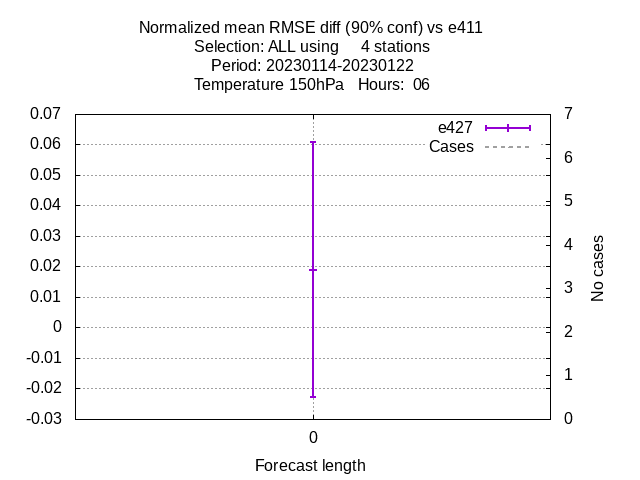 Normalized mean RMSE diff (90% conf) vs e411
Selection: ALL using     4 stations
Period: 20230114-20230122
Temperature 150hPa   Hours:  06
0.07
0.06
0.05
0.04
0.03
0.02
0.01
0
-0.01
-0.02
-0.03
e427
Cases
7
6
5
4
3
2
1
0
No cases
0
Forecast length